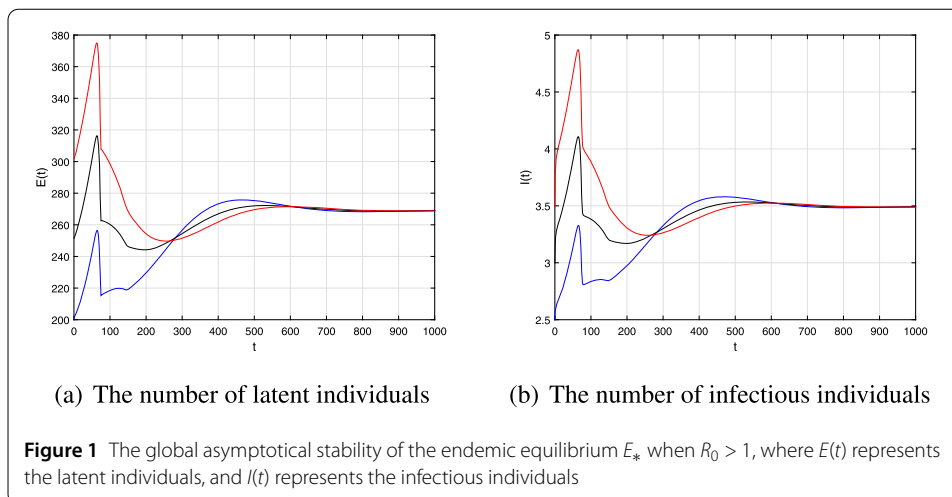 380
360
340
320
300
280
260
240
220
200
E(t)
0 100 200 300 400 500 600 700 800 900 1000
t
5
4.5
4
3.5
3
2.5
I(t)
0 100 200 300 400 500 600 700 800 900 1000
t
(a) The number of latent individuals
(b) The number of infectious individuals
Figure 1 The global asymptotical stability of the endemic equilibrium E* when R0 > 1, where E(t) represents
the latent individuals, and I(t) represents the infectious individuals